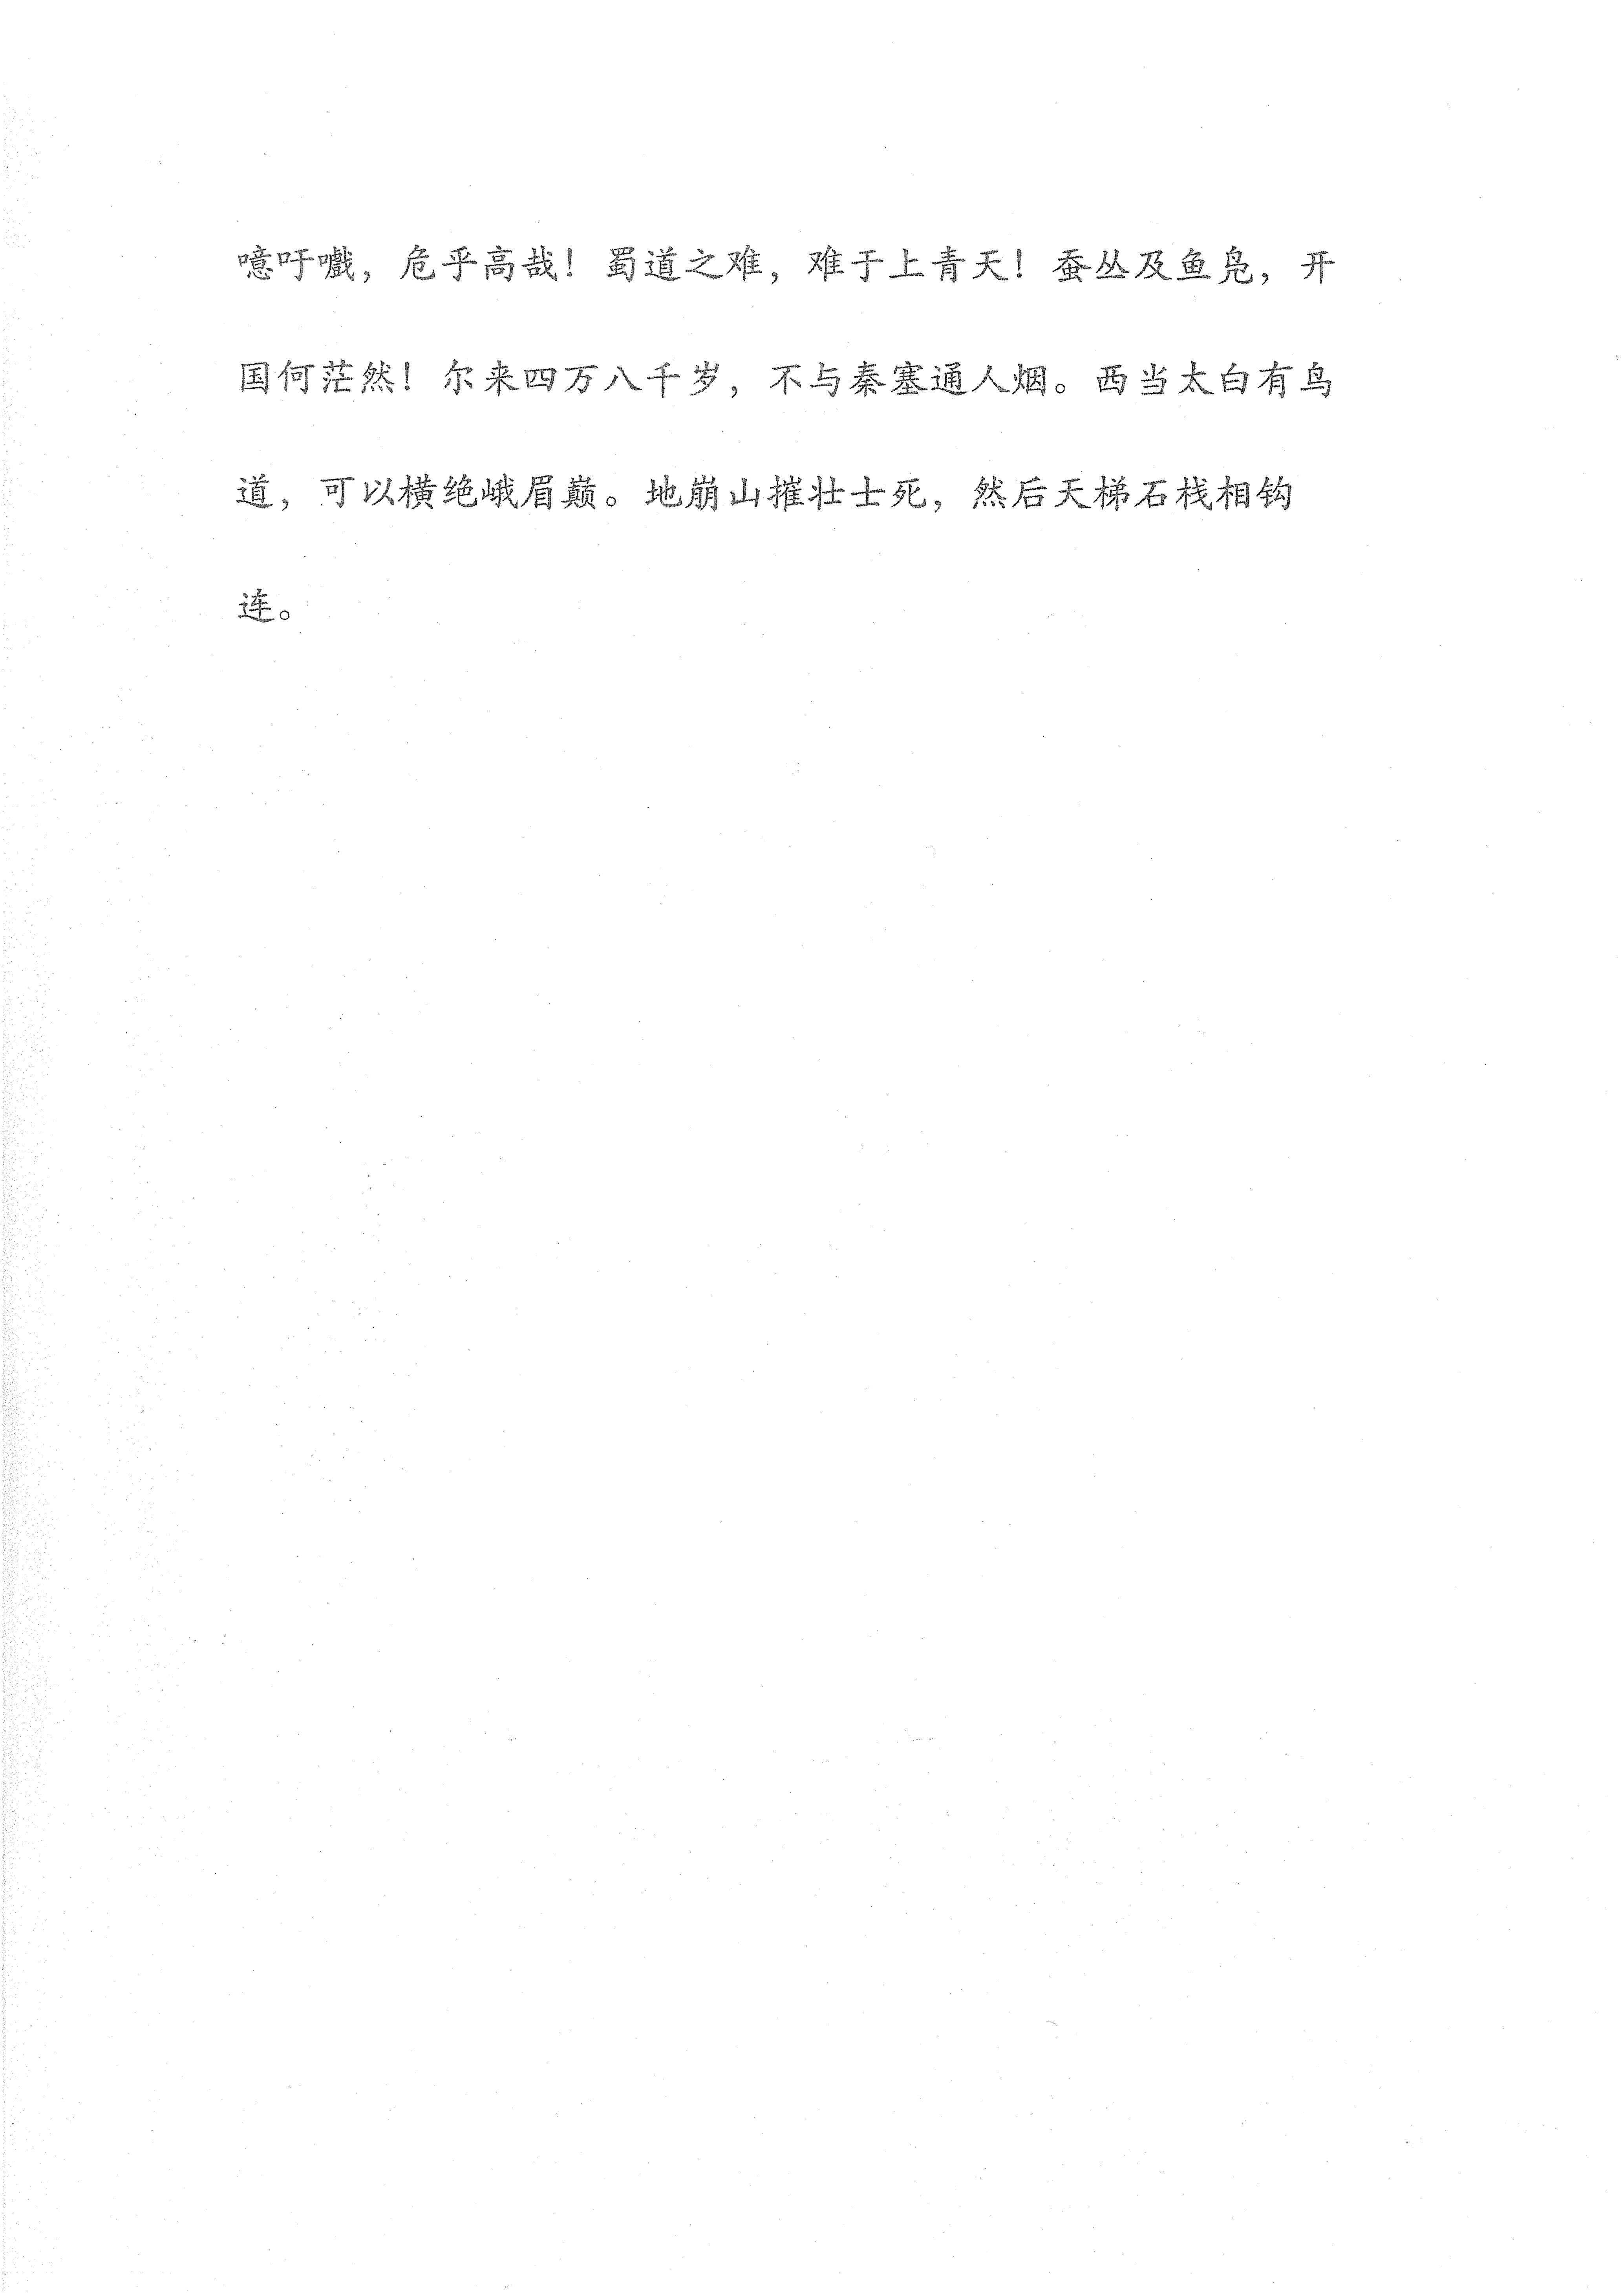 噫吁嚱，危乎高哉！蜀道之难，难于上青天！蚕丛及鱼凫，开
国何茫然！尔来四万八千岁，不与秦塞通人烟。西当太白有鸟
道，可以横绝峨眉巅。地崩山摧壮士死，然后天梯石栈相钩
连。